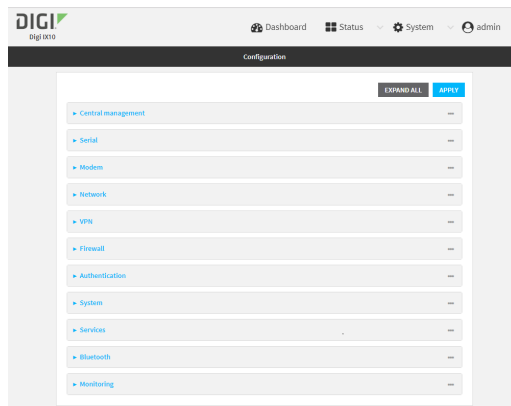 DIGI
Digi IX10
Dashboard Status System admin
Configuration
EXPAND ALL APPLY
Central management
Serial
Modem
Network
VPN
Firewall
Authentication
System
Services
Bluetooth
Monitoring